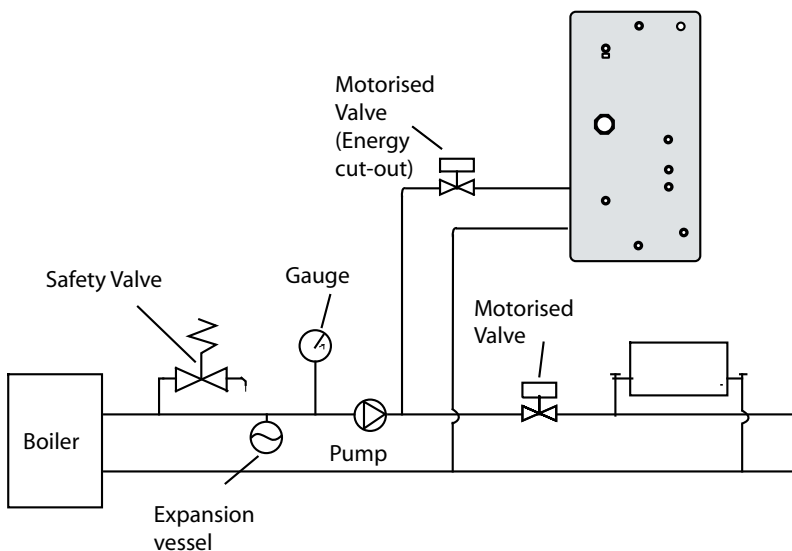 Motorised
Valve
(Energy
cut-out)
Safety Valve
Gauge
Motorised
Valve
Boiler
Pump
Expansion
vessel